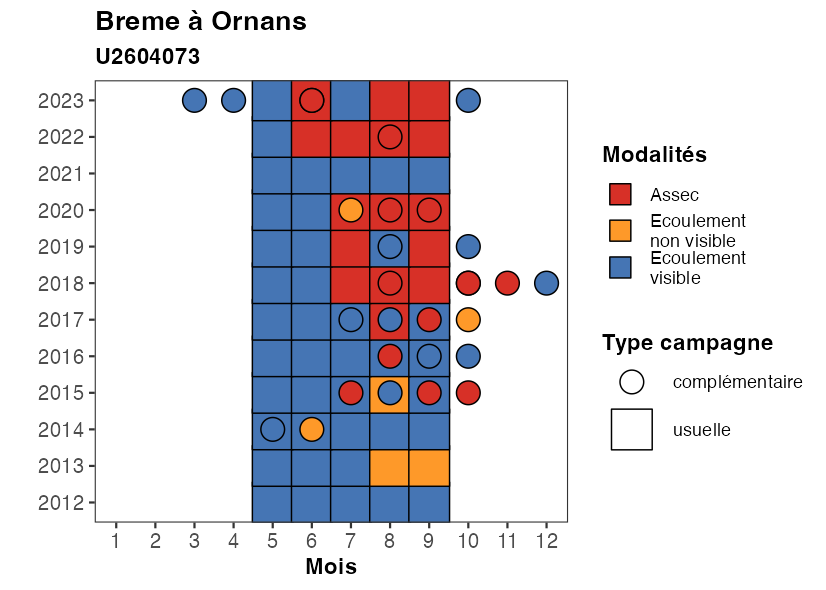 Breme à Ornans
U2604073
2023
2022
2021
2020
2019
2018
2017
2016
2015
2014
2013
2012
1 2 3 4 5 6 7 8 9 10 11 12
Mois
Modalités
Assec
Ecoulement
non visible
Ecoulement
visible
Type campagne
complémentaire
usuelle